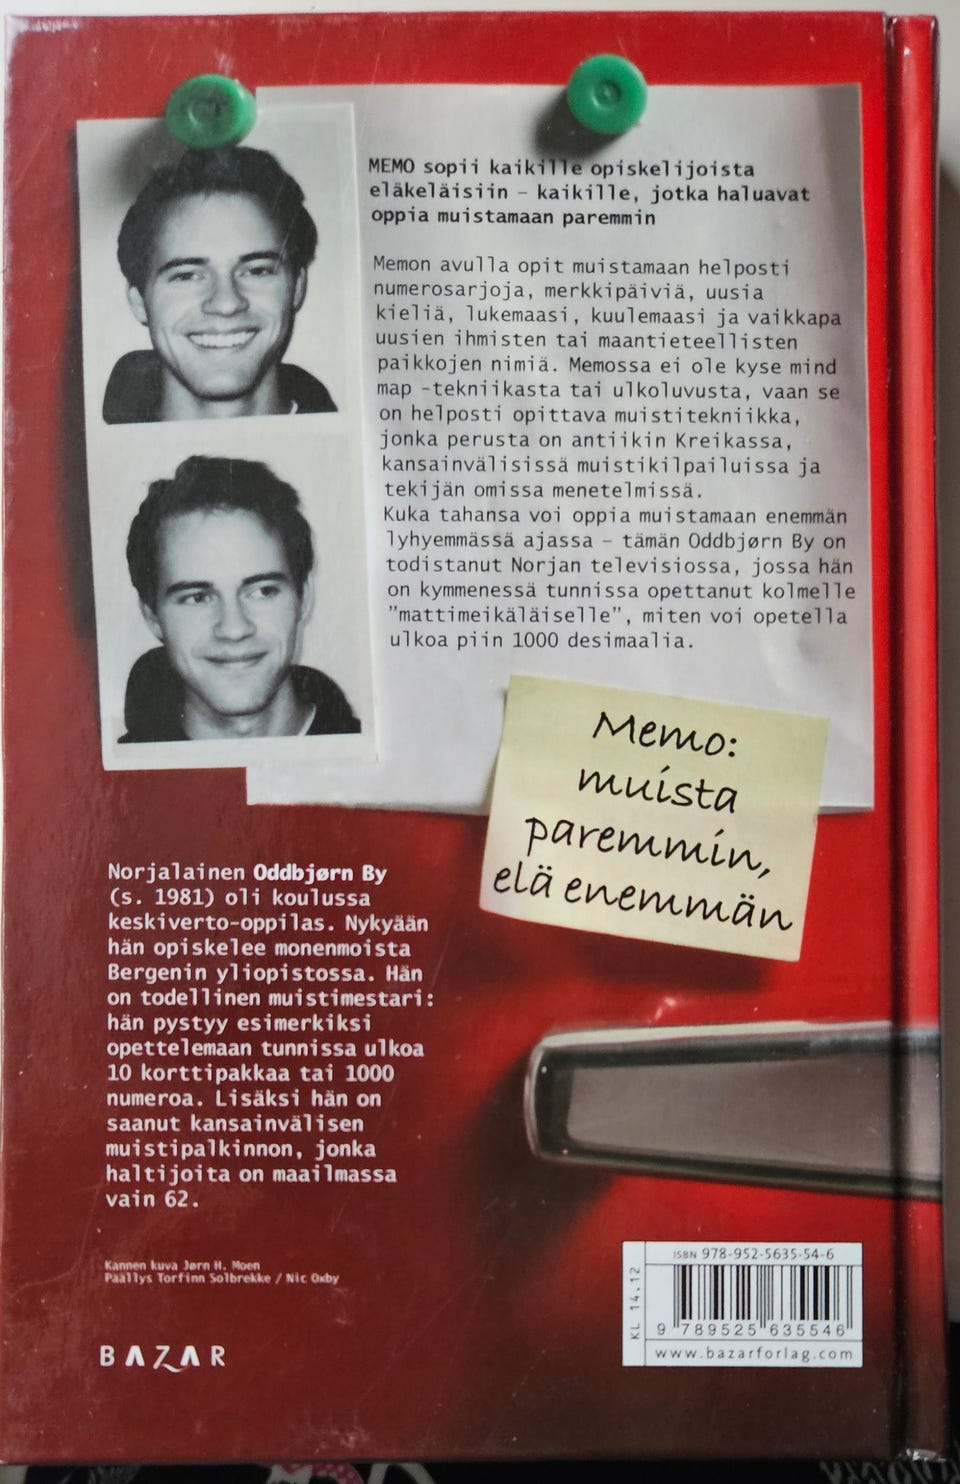 MEMO sopii kaikille opiskelijoista
eläkeläisiin – kaikille, jotka haluavat
oppia muistamaan paremmin
Memon avulla opit muistamaan helposti
numerosarjoja, merkkipäiviä, uusia
kieliä, lukemaasi, kuulemaasi ja vaikkapa
uusien ihmisten tai maantieteellisten
paikkojen nimiä. Memossa ei ole kyse mind
map -tekniikasta tai ulkoluvusta, vaan se
on helposti opittava muistitekniikka,
jonka perusta on antiikin Kreikassa,
kansainvälisissä muistikilpailuissa ja
tekijän omissa menetelmissä.
Kuka tahansa voi oppia muistamaan enemmän
lyhyemmässä ajassa – tämän Oddbjørn By on
todistanut Norjan televisiossa, jossa hän
on kymmenessä tunnissa opettanut kolmelle
”mattimeikäläiselle”, miten voi opetella
ulkoa piin 1000 desimaalia.
Memo:
muista
paremmin,
elä enemmän
Norjalainen Oddbjørn By
(s. 1981) oli koulussa
keskiverto-oppilas. Nykyään
hän opiskelee monenmoista
Bergenin yliopistossa. Hän
on todellinen muistimestari:
hän pystyy esimerkiksi
opettelemaan tunnissa ulkoa
10 korttipakkaa tai 1000
numeroa. Lisäksi hän on
saanut kansainvälisen
muistipalkinnon, jonka
haltijoita on maailmassa
vain 62.
Kannen kuva Jørn H. Moen
Päällys Torfinn Solbrekke / Nic Oxby
BAZAR
ISBN 978-952-5635-54-6
KL 14.12
9 789525 635546
www.bazarforlag.com